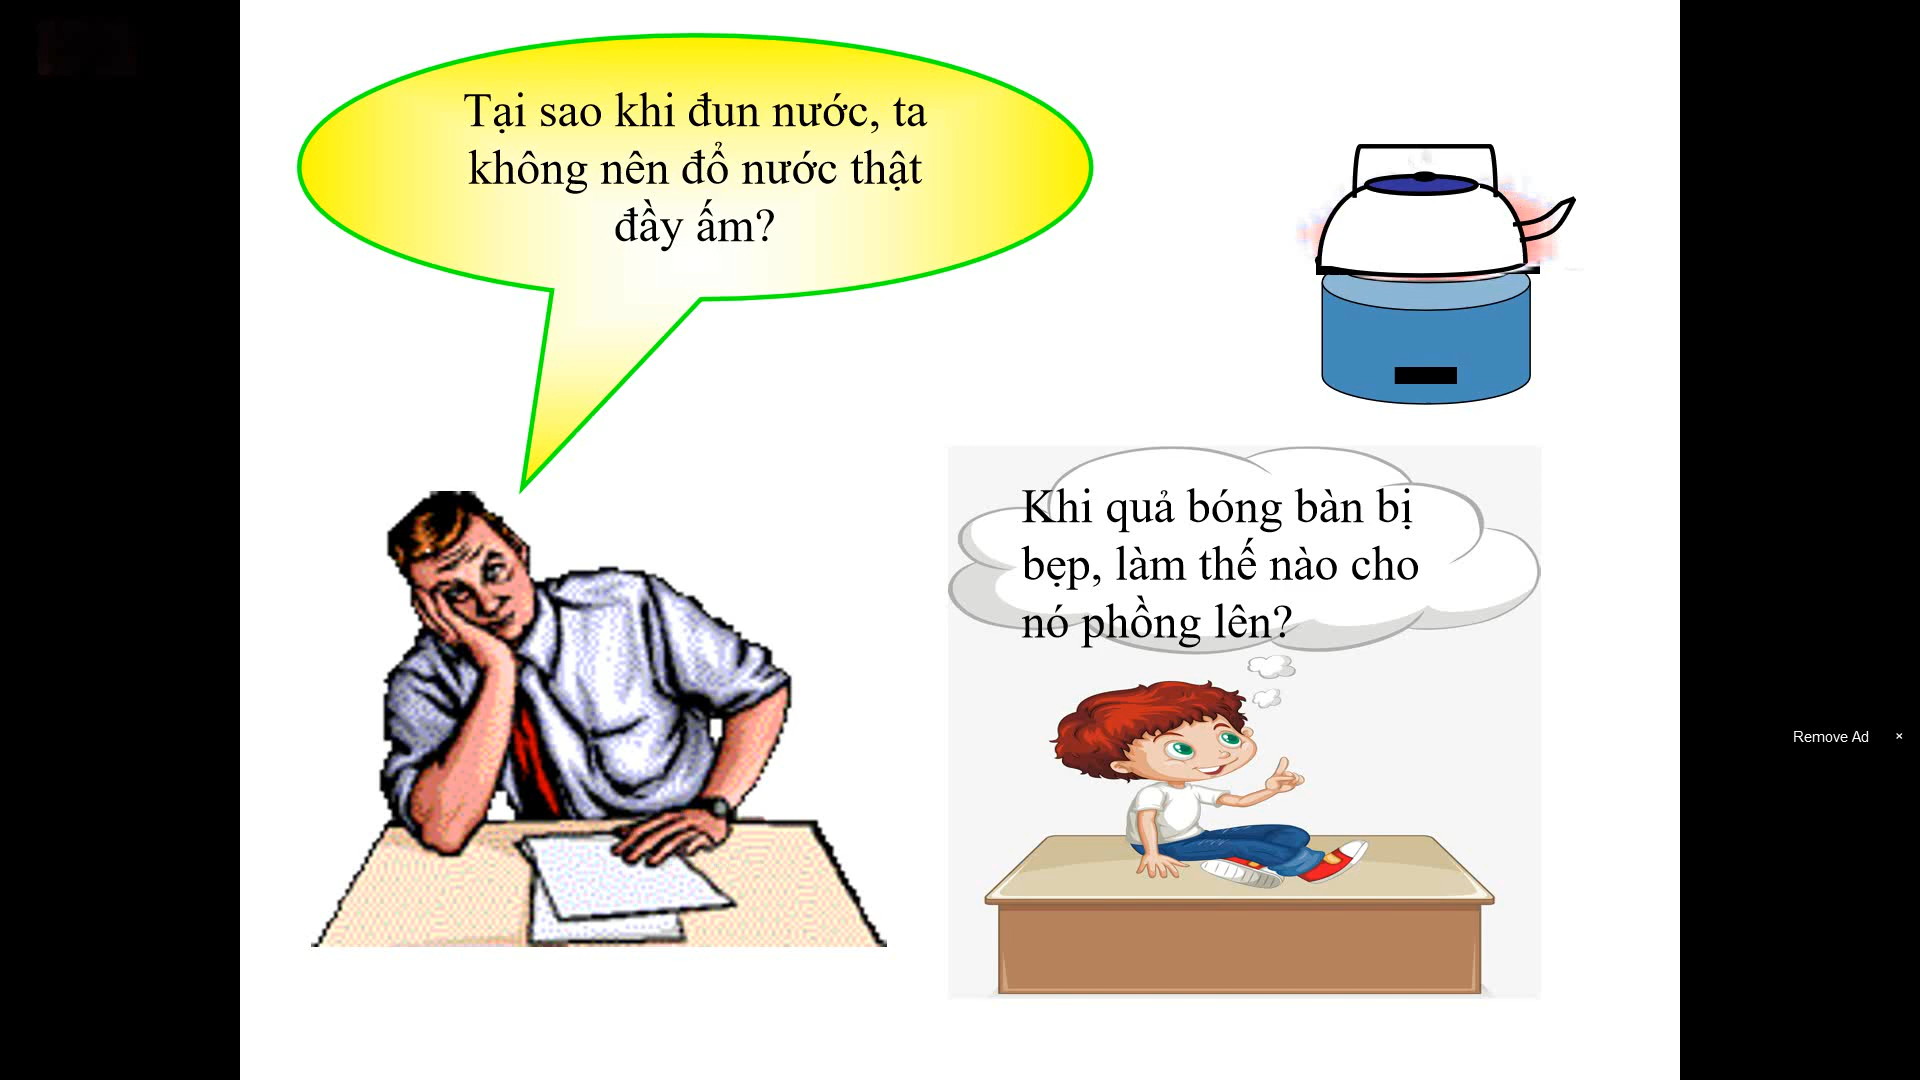 Tại sao khi đun nước, ta
không nên đổ nước thật
đầy ấm?
Khi quả bóng bàn bị
bẹp, làm thế nào cho
nó phồng lên?
Remove Ad ×